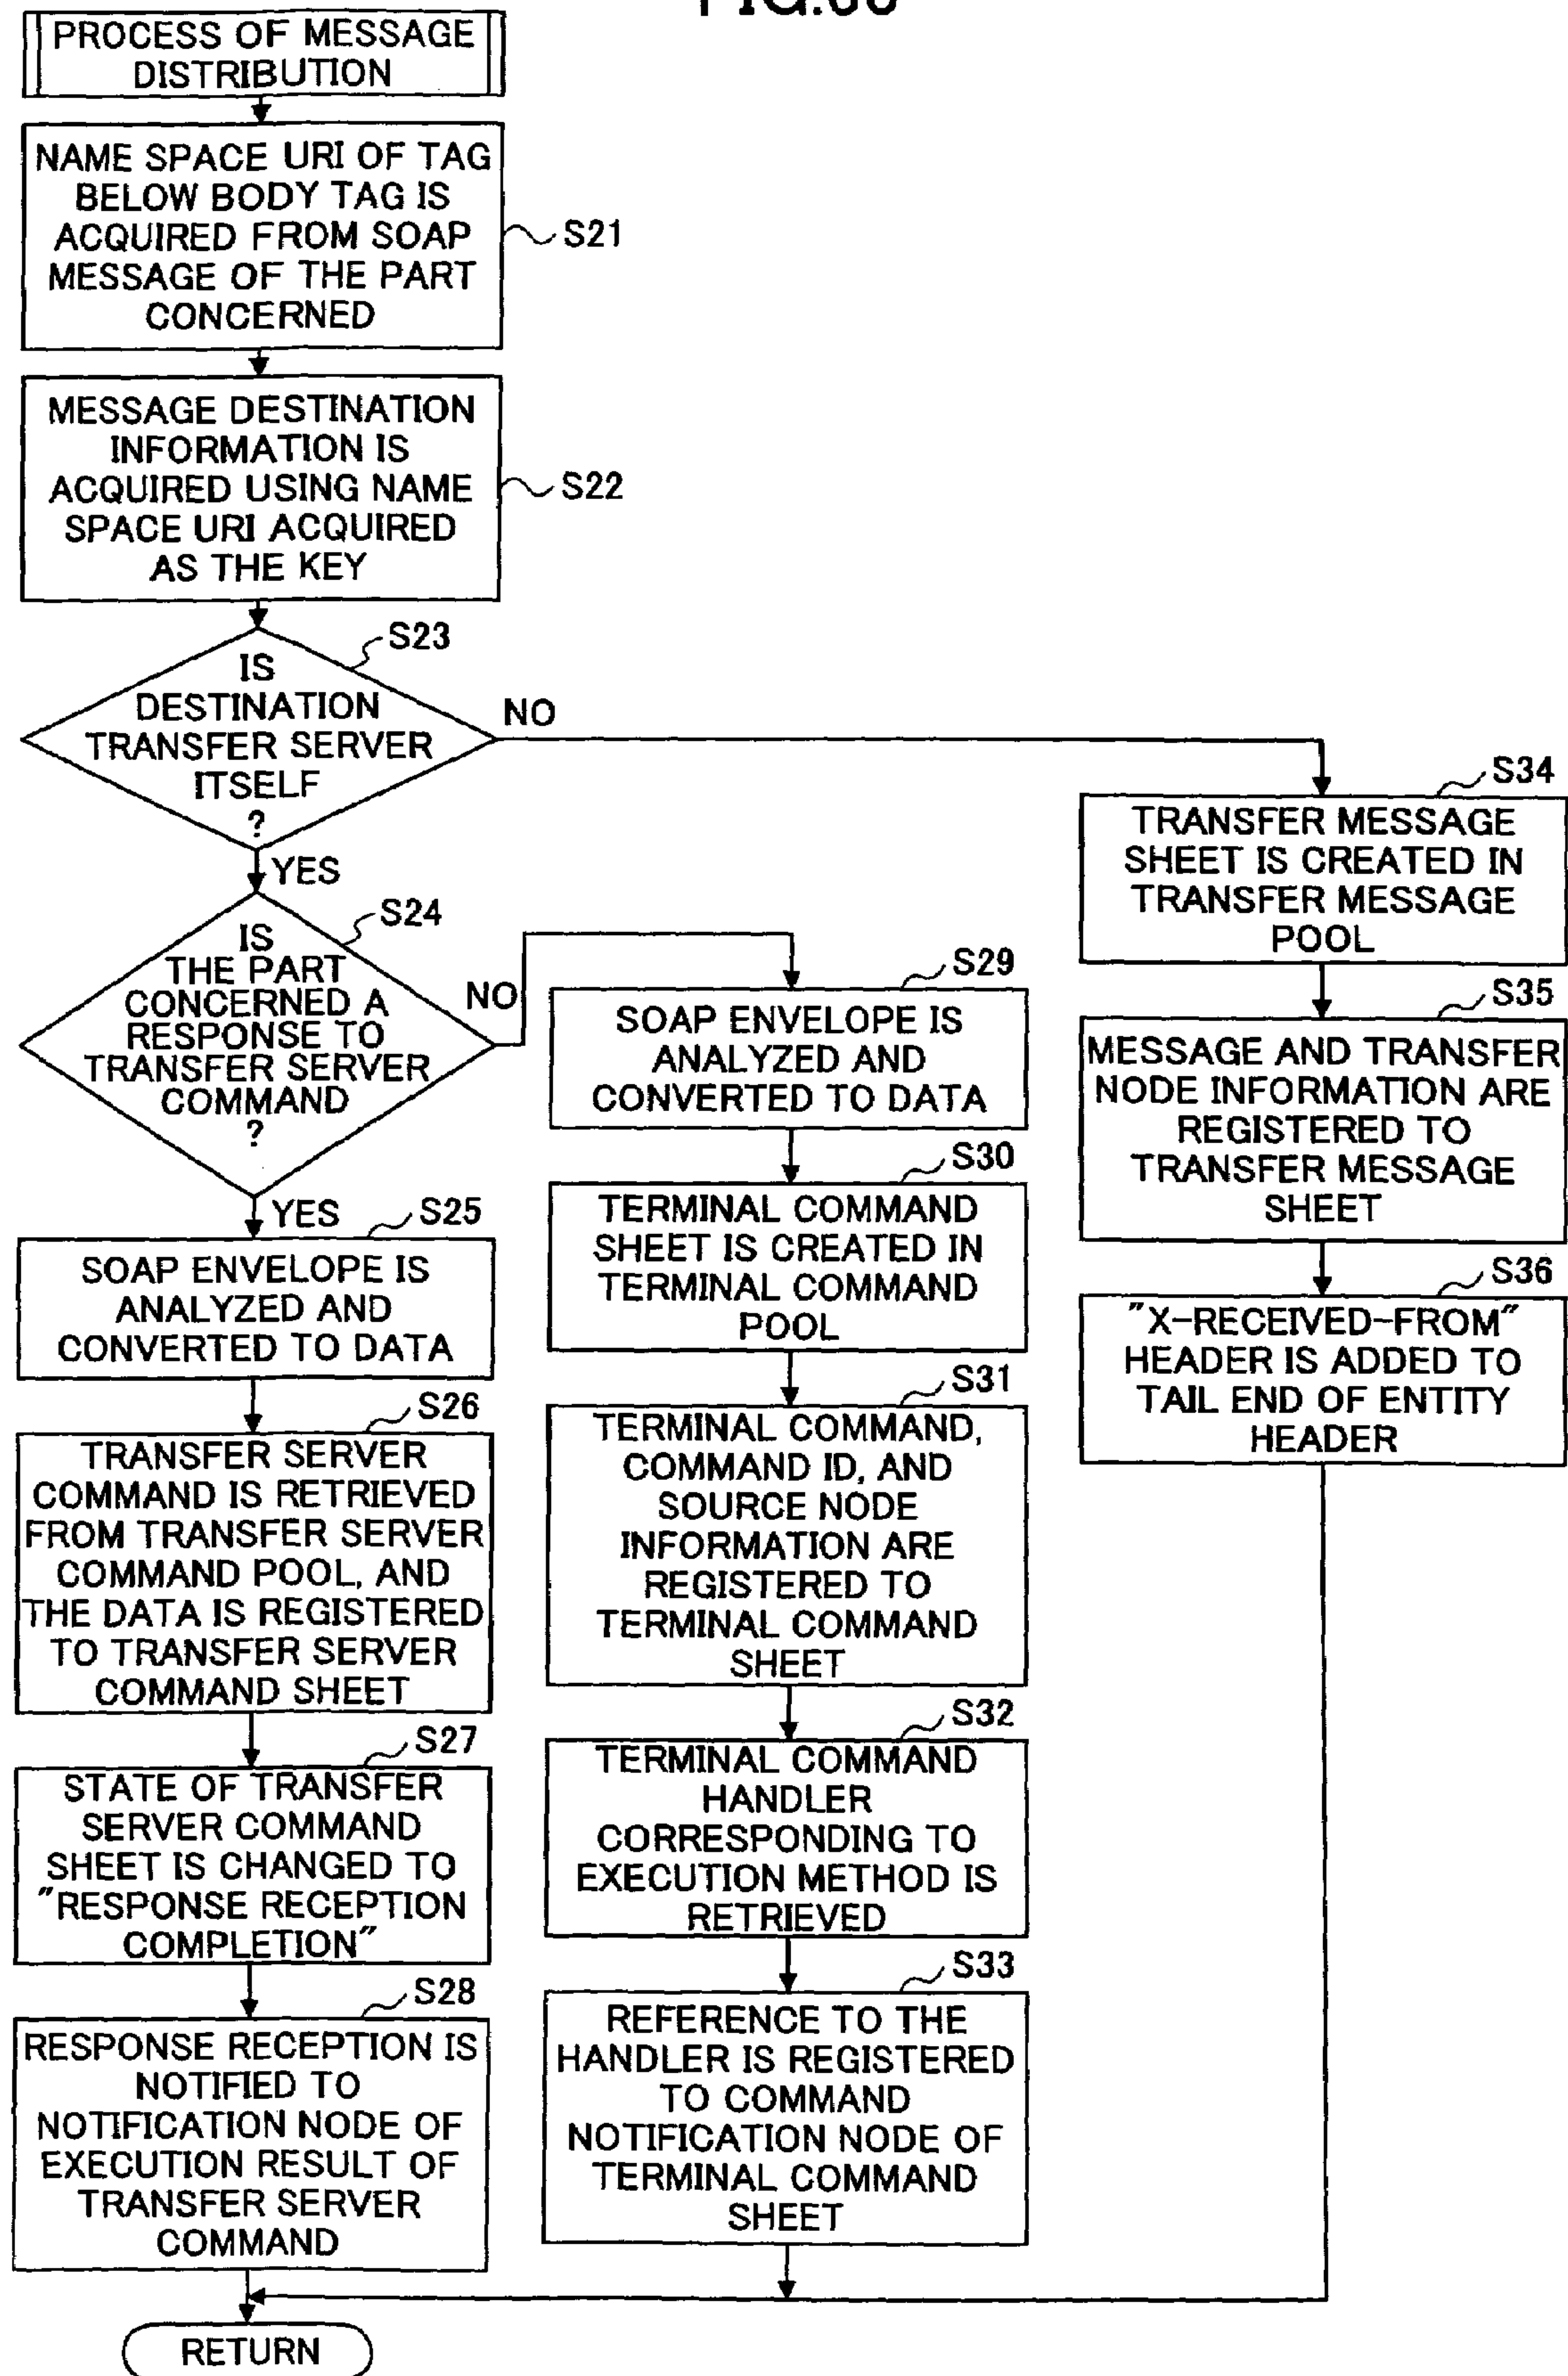 PROCESS OF MESSAGE
DISTRIBUTION
NAME SPACE URI OF TAG
BELOW BODY TAG IS
ACQUIRED FROM SOAP
MESSAGE OF THE PART
CONCERNED
S21
MESSAGE DESTINATION
INFORMATION IS
ACQUIRED USING NAME
SPACE URI ACQUIRED
AS THE KEY
S22
S23
IS
DESTINATION
TRANSFER SERVER
ITSELF
?
NO
YES
S24
IS
THE PART
CONCERNED A
RESPONSE TO
TRANSFER SERVER
COMMAND
?
NO
YES
S25
SOAP ENVELOPE IS
ANALYZED AND
CONVERTED TO DATA
S26
TRANSFER SERVER
COMMAND IS RETRIEVED
FROM TRANSFER SERVER
COMMAND POOL, AND
THE DATA IS REGISTERED
TO TRANSFER SERVER
COMMAND SHEET
S27
STATE OF TRANSFER
SERVER COMMAND
SHEET IS CHANGED TO
"RESPONSE RECEPTION
COMPLETION"
S28
RESPONSE RECEPTION IS
NOTIFIED TO
NOTIFICATION NODE OF
EXECUTION RESULT OF
TRANSFER SERVER
COMMAND
S29
SOAP ENVELOPE IS
ANALYZED AND
CONVERTED TO DATA
S30
TERMINAL COMMAND
SHEET IS CREATED IN
TERMINAL COMMAND
POOL
S31
TERMINAL COMMAND,
COMMAND ID, AND
SOURCE NODE
INFORMATION ARE
REGISTERED TO
TERMINAL COMMAND
SHEET
S32
TERMINAL COMMAND
HANDLER
CORRESPONDING TO
EXECUTION METHOD IS
RETRIEVED
S33
REFERENCE TO THE
HANDLER IS REGISTERED
TO COMMAND
NOTIFICATION NODE OF
TERMINAL COMMAND
SHEET
S34
TRANSFER MESSAGE
SHEET IS CREATED IN
TRANSFER MESSAGE
POOL
S35
MESSAGE AND TRANSFER
NODE INFORMATION ARE
REGISTERED TO
TRANSFER MESSAGE
SHEET
S36
"X-RECEIVED-FROM"
HEADER IS ADDED TO
TAIL END OF ENTITY
HEADER
RETURN